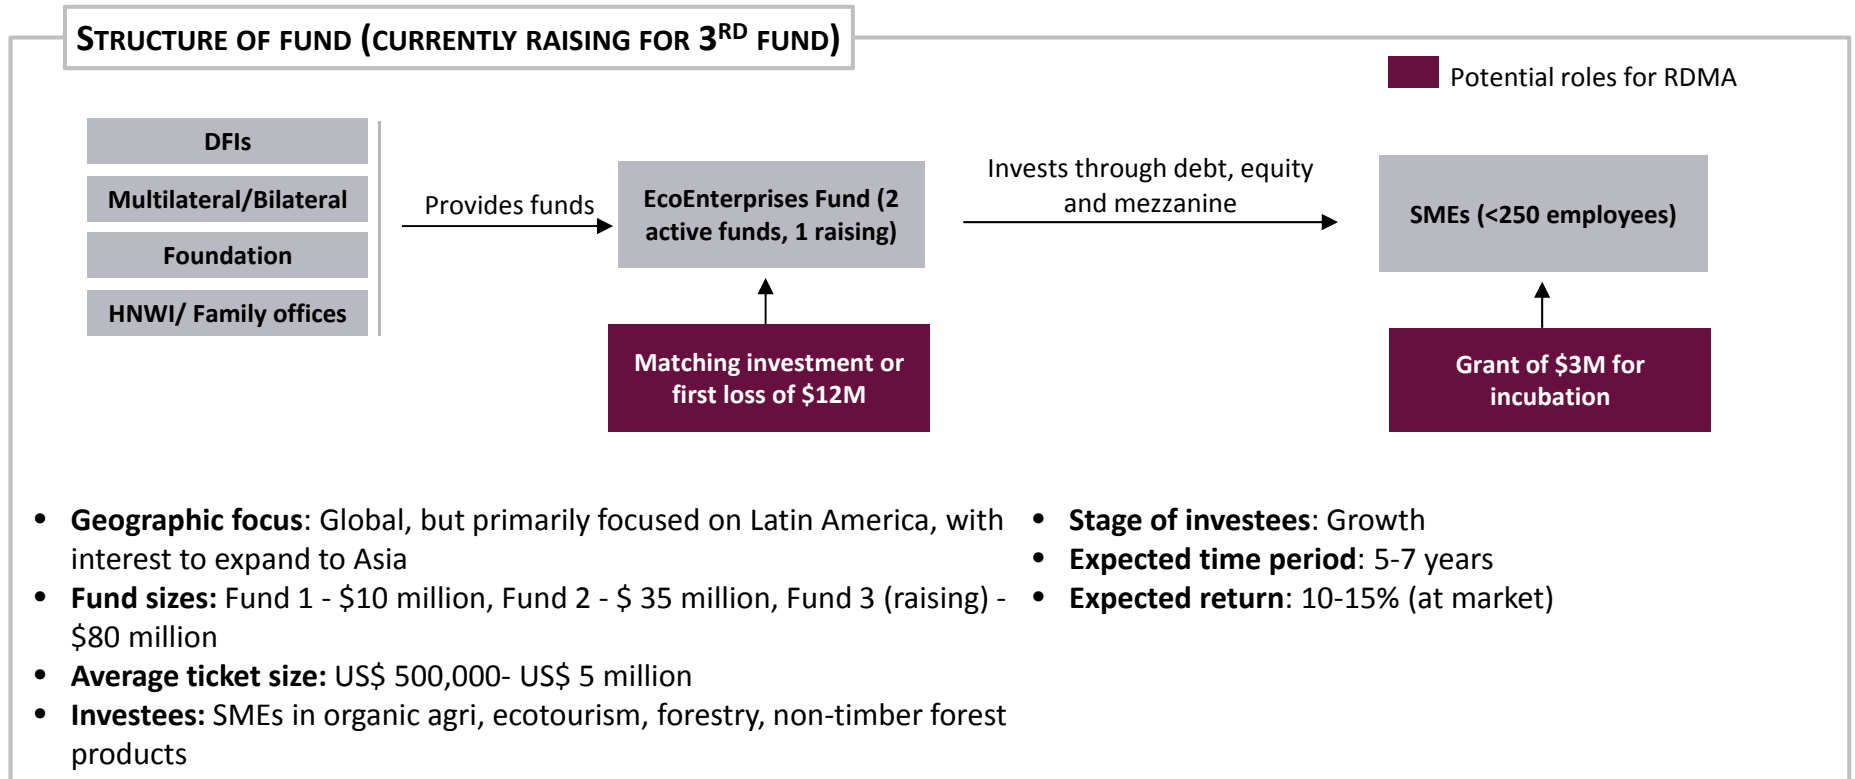 STRUCTURE OF FUND (CURRENTLY RAISING FOR 3RD FUND)
Potential roles for RDMA
DFIs
Multilateral/Bilateral
Foundation
HNWI/ Family offices
Provides funds
EcoEnterprises Fund (2
active funds, 1 raising)
Invests through debt, equity
and mezzanine
SMEs (<250 employees)
Matching investment or
first loss of $12M
Grant of $3M for
incubation
• Geographic focus: Global, but primarily focused on Latin America, with
interest to expand to Asia
• Fund sizes: Fund 1 - $10 million, Fund 2 - $ 35 million, Fund 3 (raising) -
$80 million
• Average ticket size: US$ 500,000- US$ 5 million
• Investees: SMEs in organic agri, ecotourism, forestry, non-timber forest
products
• Stage of investees: Growth
• Expected time period: 5-7 years
• Expected return: 10-15% (at market)